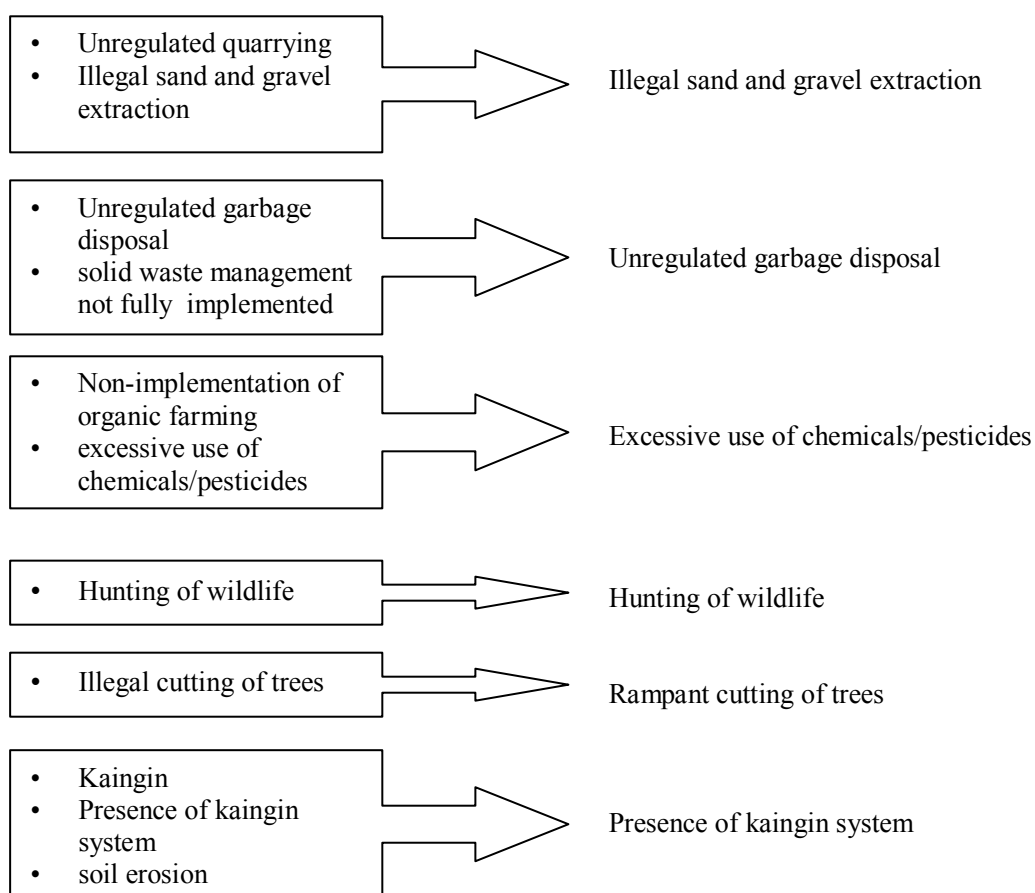 • Unregulated quarrying
• Illegal sand and gravel
extraction
Illegal sand and gravel extraction
• Unregulated garbage
disposal
• solid waste management
not fully implemented
Unregulated garbage disposal
• Non-implementation of
organic farming
• excessive use of
chemicals/pesticides
Excessive use of chemicals/pesticides
• Hunting of wildlife
Hunting of wildlife
• Illegal cutting of trees
Rampant cutting of trees
• Kaingin
• Presence of kaingin
system
• soil erosion
Presence of kaingin system